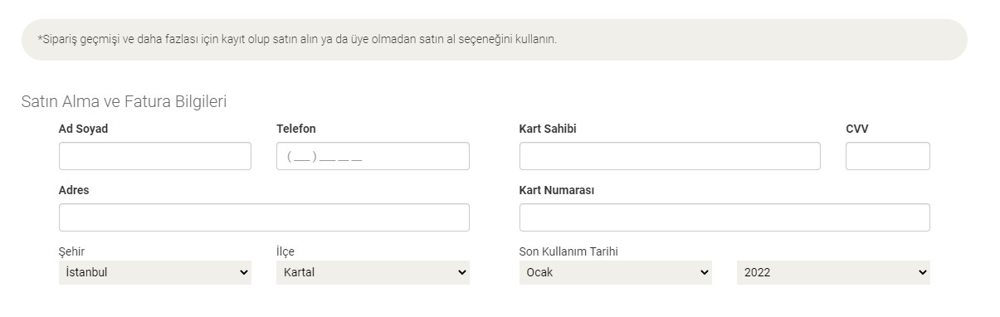 *Sipariş geçmişi ve daha fazlası için kayıt olup satın alın ya da üye olmadan satın al seçeneğini kullanın.
Satın Alma ve Fatura Bilgileri
Ad Soyad Telefon Kart Sahibi CVV
(___) ___ __ __
Adres Kart Numarası
Şehir İlçe Son Kullanım Tarihi
İstanbul Kartal Ocak 2022